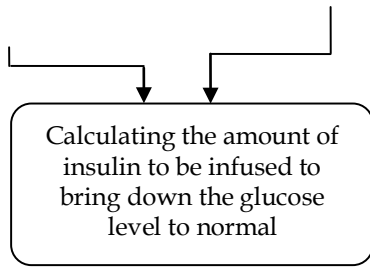 Calculating the amount of
insulin to be infused to
bring down the glucose
level to normal